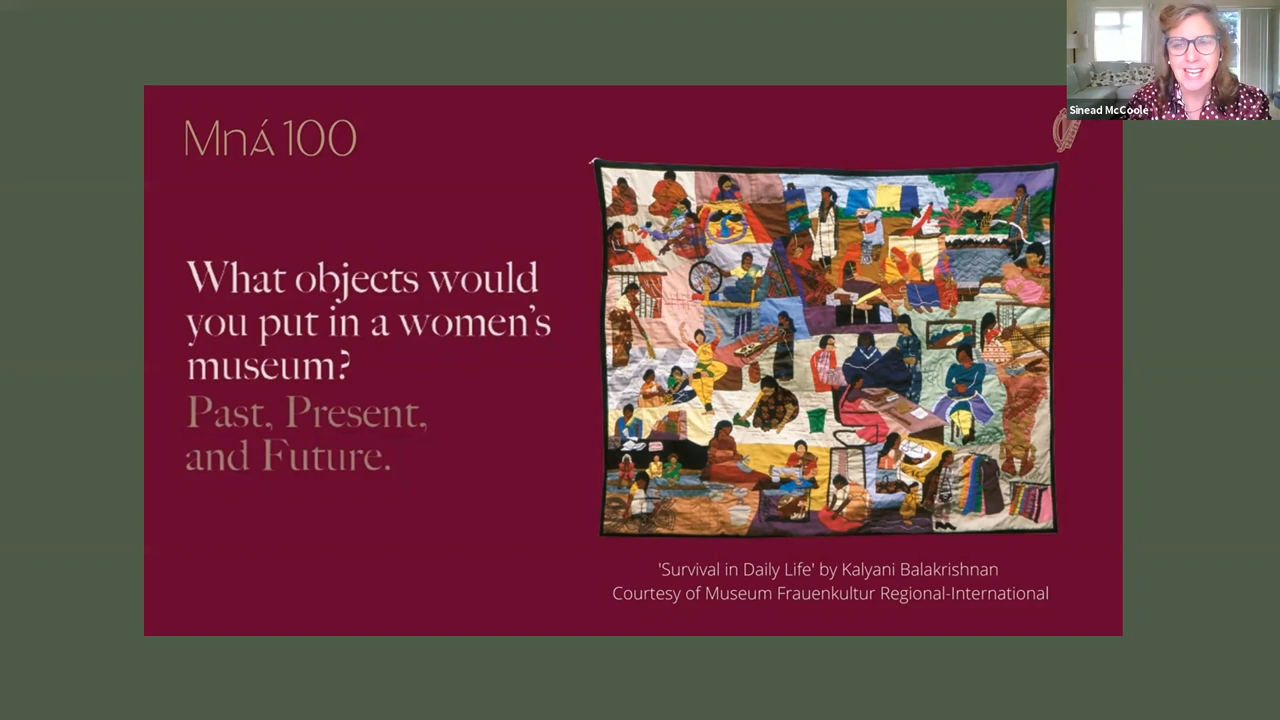 Sinead McCoole
Mná 100
What objects would
you put in a women's
museum?
Past, Present,
and Future.
'Survival in Daily Life' by Kalyani Balakrishnan
Courtesy of Museum Frauenkultur Regional-International